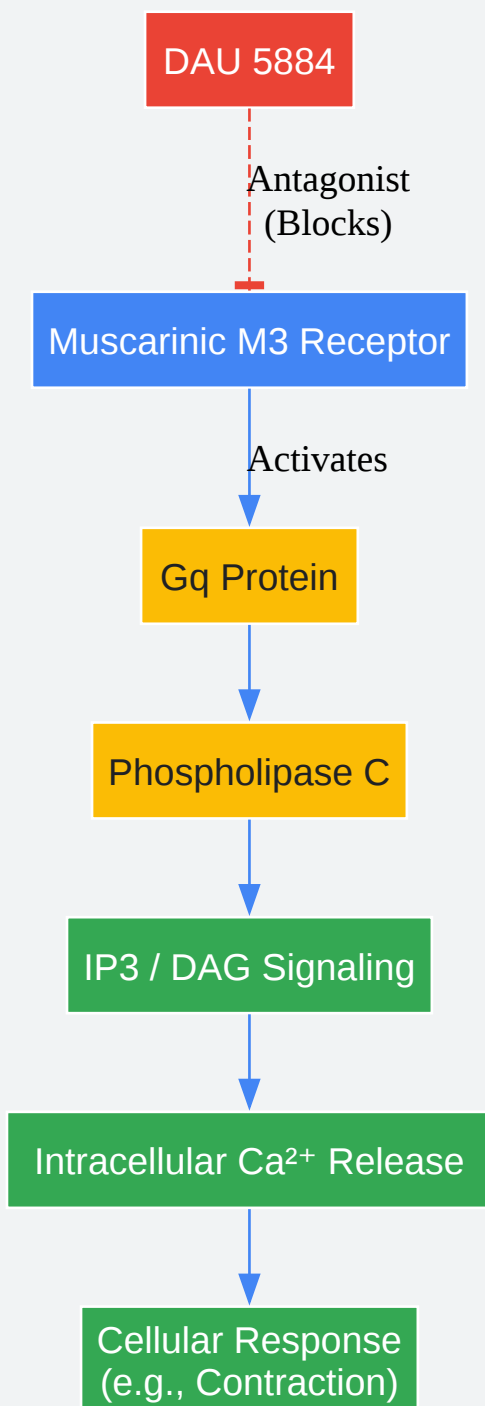 DAU 5884
Antagonist
(Blocks)
Muscarinic M3 Receptor
Activates
Gq Protein
Phospholipase C
IP3 / DAG Signaling
Intracellular Ca²⁺ Release
Cellular Response
(e.g., Contraction)